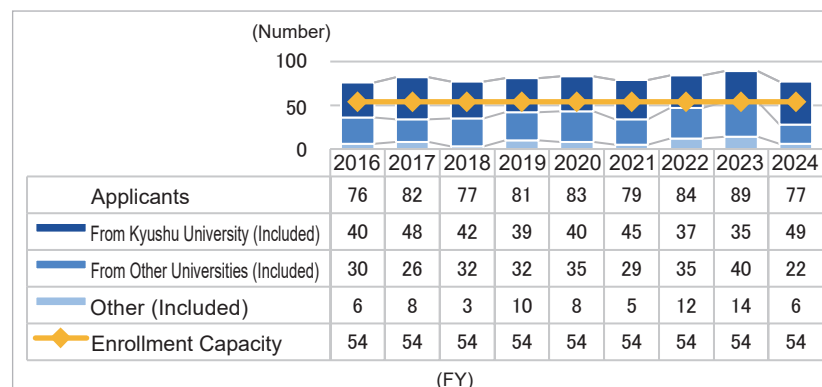 (Number)
100
50
0
2016 2017 2018 2019 2020 2021 2022 2023 2024
Applicants 76 82 77 81 83 79 84 89 77
From Kyushu University (Included) 40 48 42 39 40 45 37 35 49
From Other Universities (Included) 30 26 32 32 35 29 35 40 22
Other (Included) 6 8 3 10 8 5 12 14 6
Enrollment Capacity 54 54 54 54 54 54 54 54 54
(FY)